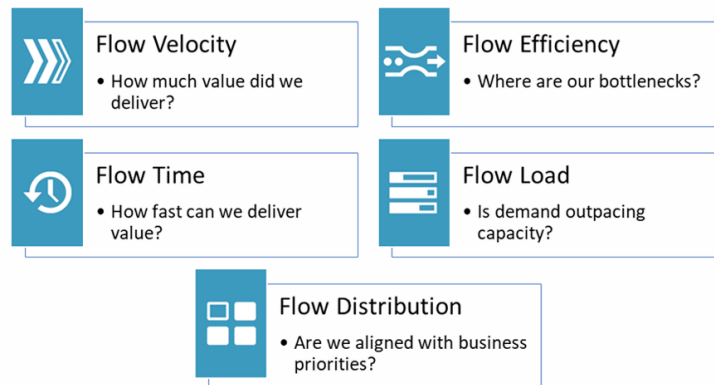 Flow Velocity
• How much value did we
deliver?
Flow Efficiency
• Where are our bottlenecks?
Flow Time
• How fast can we deliver
value?
Flow Load
• Is demand outpacing
capacity?
Flow Distribution
• Are we aligned with business
priorities?